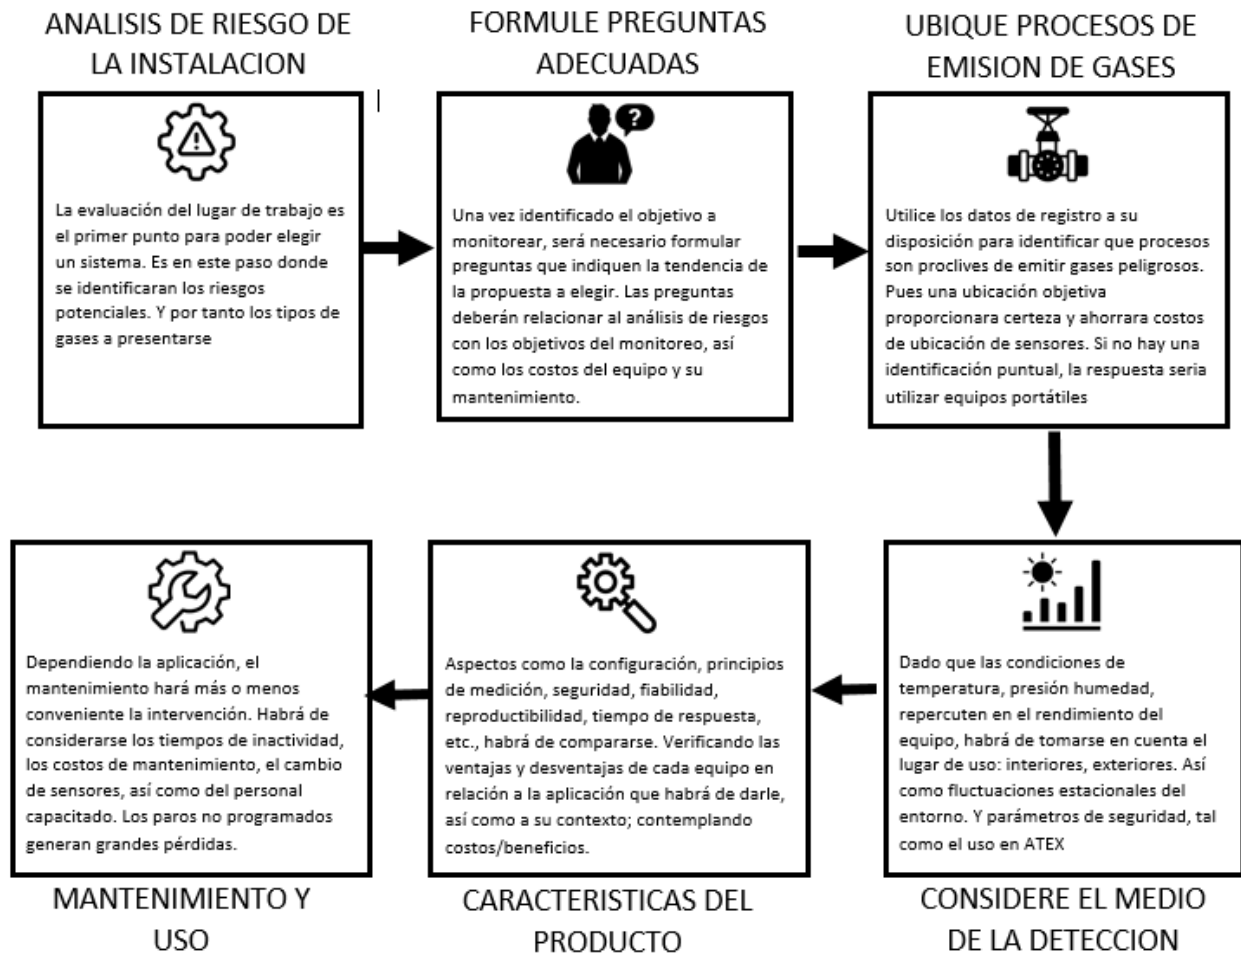 ANALISIS DE RIESGO DE
LA INSTALACION
La evaluación del lugar de trabajo es
el primer punto para poder elegir
un sistema. Es en este paso donde
se identificaran los riesgos
potenciales. Y por tanto los tipos de
gases a presentarse
FORMULE PREGUNTAS
ADECUADAS
?
Una vez identificado el objetivo a
monitorear, será necesario formular
preguntas que indiquen la tendencia de
la propuesta a elegir. Las preguntas
deberán relacionar al análisis de riesgos
con los objetivos del monitoreo, así
como los costos del equipo y su
mantenimiento.
UBIQUE PROCESOS DE
EMISION DE GASES
Utilice los datos de registro a su
disposición para identificar que procesos
son proclives de emitir gases peligrosos.
Pues una ubicación objetiva
proporcionara certeza y ahorrara costos
de ubicación de sensores. Si no hay una
identificación puntual, la respuesta seria
utilizar equipos portátiles
Dado que las condiciones de
temperatura, presión humedad,
repercuten en el rendimiento del
equipo, habrá de tomarse en cuenta el
lugar de uso: interiores, exteriores. Así
como fluctuaciones estacionales del
entorno. Y parámetros de seguridad, tal
como el uso en ATEX
CONSIDERE EL MEDIO
DE LA DETECCION
Aspectos como la configuración, principios
de medición, seguridad, fiabilidad,
reproductibilidad, tiempo de respuesta,
etc., habrá de compararse. Verificando las
ventajas y desventajas de cada equipo en
relación a la aplicación que habrá de darle,
así como a su contexto; contemplando
costos/beneficios.
CARACTERISTICAS DEL
PRODUCTO
Dependiendo la aplicación, el
mantenimiento hará más o menos
conveniente la intervención. Habrá de
considerarse los tiempos de inactividad,
los costos de mantenimiento, el cambio
de sensores, así como del personal
capacitado. Los paros no programados
generan grandes pérdidas.
MANTENIMIENTO Y
USO